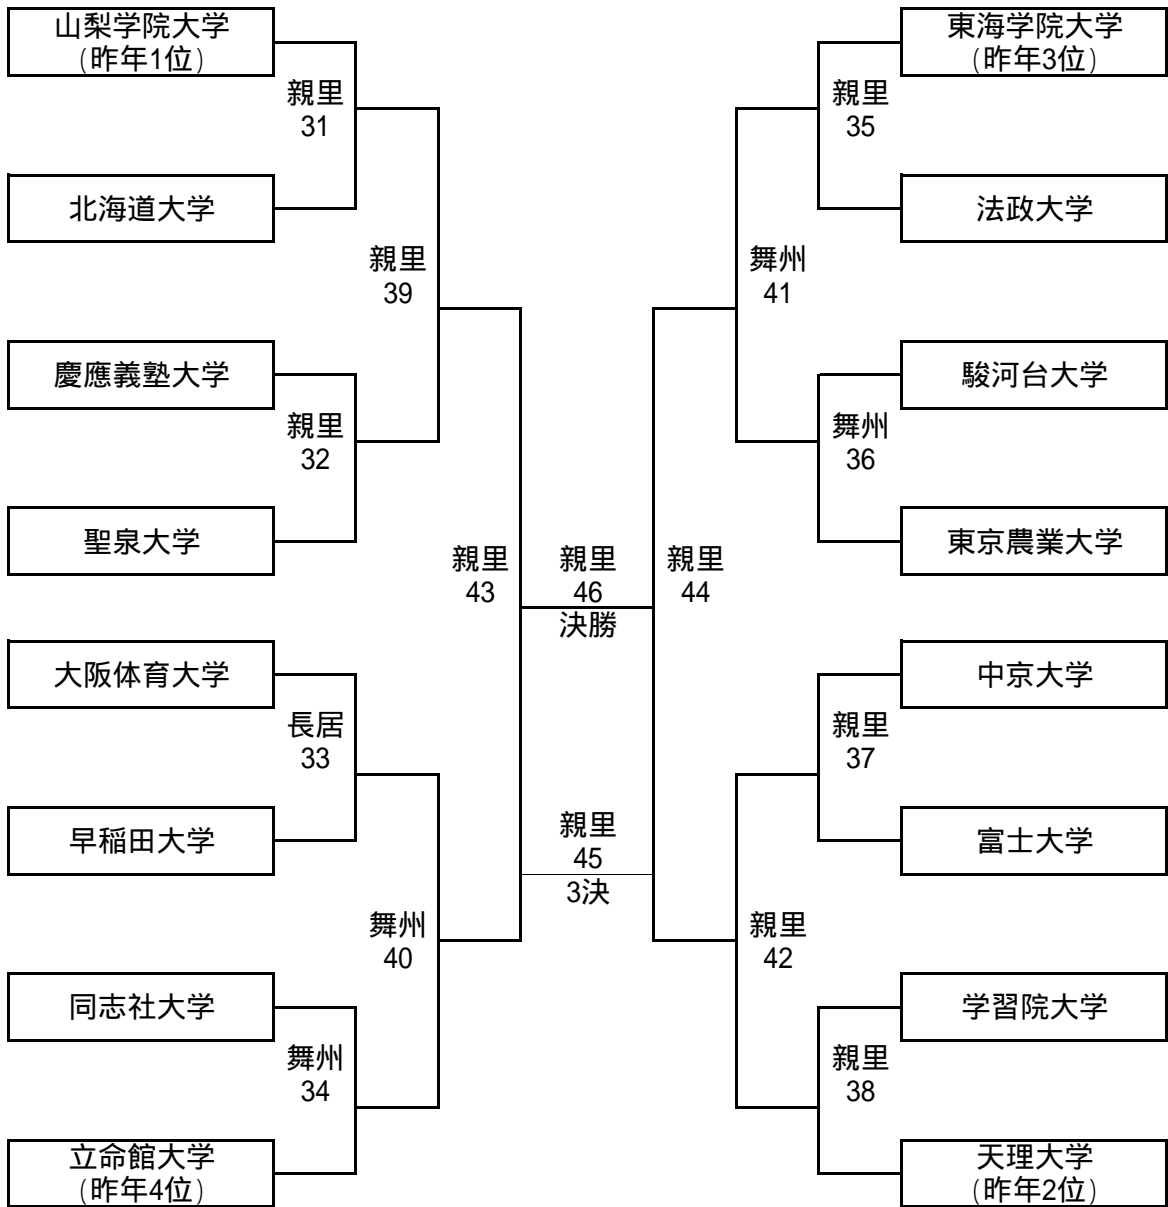 山梨学院大学
(昨年1位)
親里
31
北海道大学
親里
39
慶應義塾大学
親里
32
聖泉大学
親里
43
大阪体育大学
長居
33
早稲田大学
舞州
40
同志社大学
舞州
34
立命館大学
(昨年4位)
親里
46
決勝
親里
45
3決
東海学院大学
(昨年3位)
親里
35
法政大学
舞州
41
駿河台大学
舞州
36
東京農業大学
親里
44
中京大学
親里
37
富士大学
親里
42
学習院大学
親里
38
天理大学
(昨年2位)